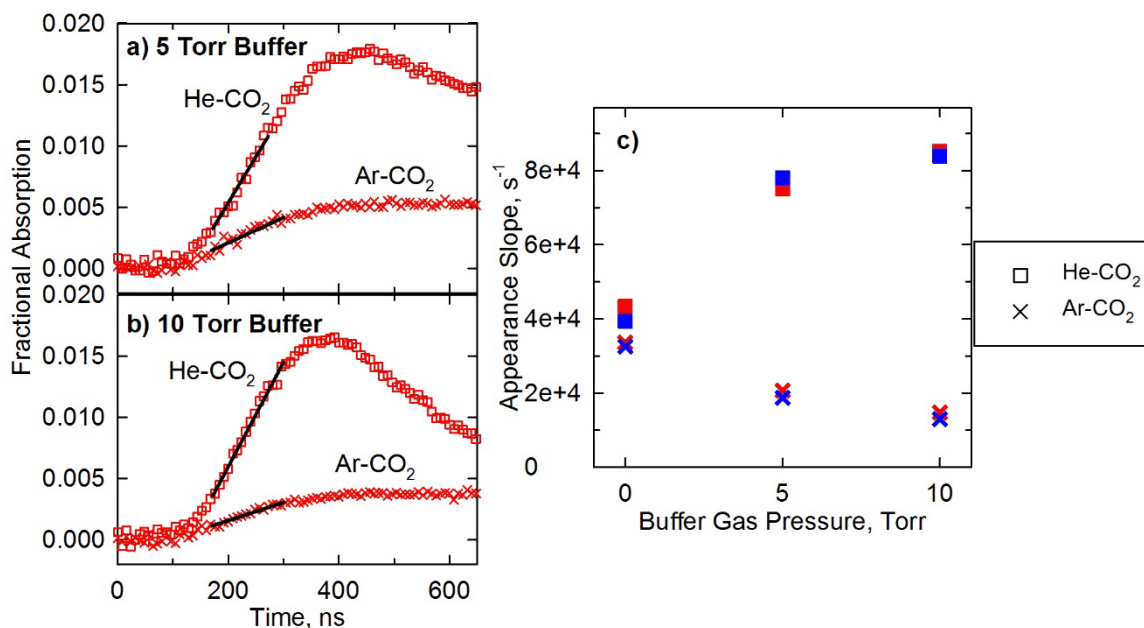 0.020
a) 5 Torr Buffer
0.015
He-CO₂
0.010
Ar-CO₂
0.005
0.000
0.020
b) 10 Torr Buffer
0.015
He-CO₂
0.010
Ar-CO₂
0.005
0.000
0 200 400 600
Time, ns
Fractional Absorption
c)
8e+4
6e+4
4e+4
2e+4
0
0 5 10
Buffer Gas Pressure, Torr
Appearance Slope, s⁻¹
He-CO₂
Ar-CO₂